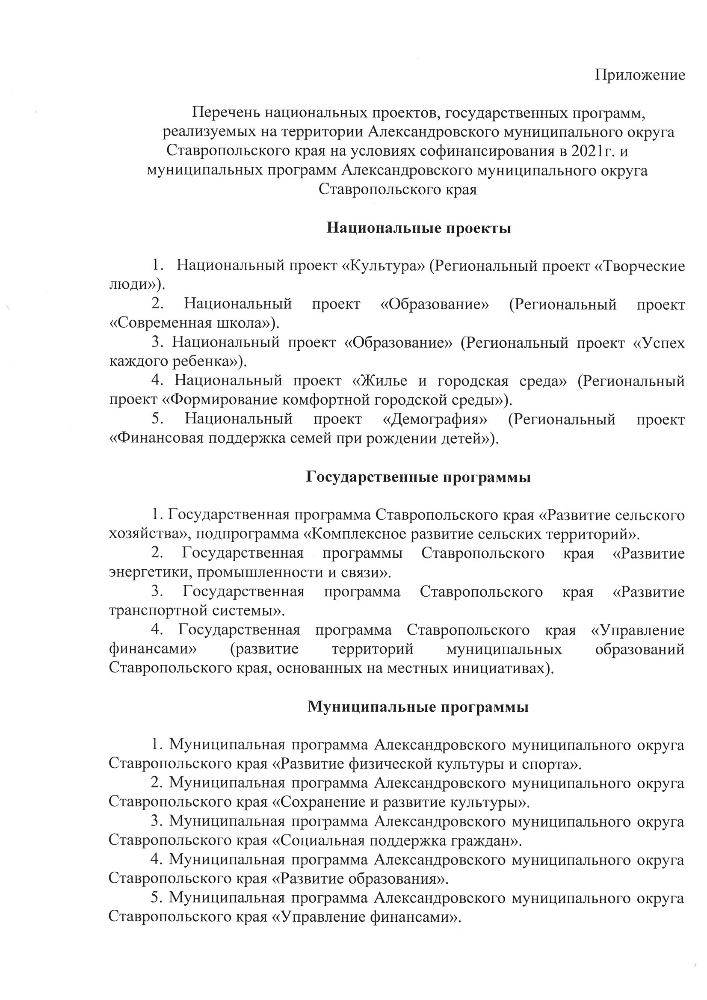 Приложение
Перечень национальных проектов, государственных программ,
реализуемых на территории Александровского муниципального округа
Ставропольского края на условиях софинансирования в 2021г. и
муниципальных программ Александровского муниципального округа
Ставропольского края
Национальные проекты
1. Национальный проект «Культура» (Региональный проект «Творческие
люди»).
2. Национальный проект «Образование» (Региональный проект
«Современная школа»).
3. Национальный проект «Образование» (Региональный проект «Успех
каждого ребенка»).
4. Национальный проект «Жилье и городская среда» (Региональный
проект «Формирование комфортной городской среды»).
5. Национальный проект «Демография» (Региональный проект
«Финансовая поддержка семей при рождении детей»).
Государственные программы
1. Государственная программа Ставропольского края «Развитие сельского
хозяйства», подпрограмма «Комплексное развитие сельских территорий».
2. Государственная программы Ставропольского края «Развитие
энергетики, промышленности и связи».
3. Государственная программа Ставропольского края «Развитие
транспортной системы».
4. Государственная программа Ставропольского края «Управление
финансами» (развитие территорий муниципальных образований
Ставропольского края, основанных на местных инициативах).
Муниципальные программы
1. Муниципальная программа Александровского муниципального округа
Ставропольского края «Развитие физической культуры и спорта».
2. Муниципальная программа Александровского муниципального округа
Ставропольского края «Сохранение и развитие культуры».
3. Муниципальная программа Александровского муниципального округа
Ставропольского края «Социальная поддержка граждан».
4. Муниципальная программа Александровского муниципального округа
Ставропольского края «Развитие образования».
5. Муниципальная программа Александровского муниципального округа
Ставропольского края «Управление финансами».